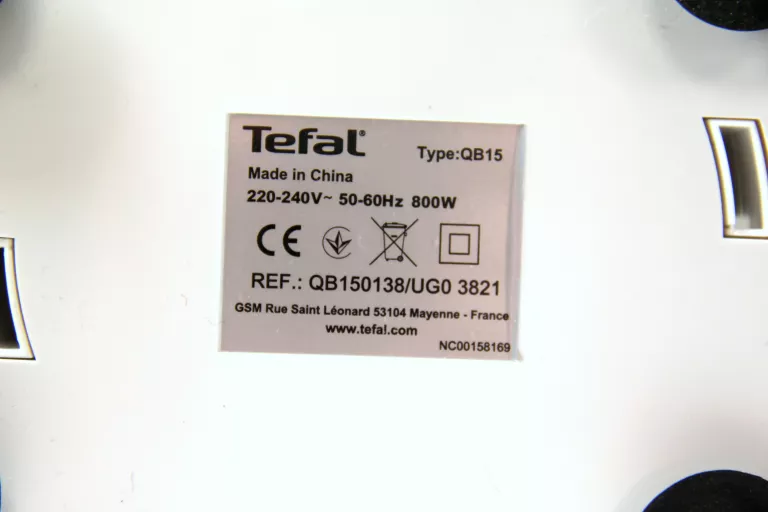 Tefal®
Type:QB15
Made in China
220-240V~ 50-60Hz 800W
CE
REF.: QB150138/UG0 3821
GSM Rue Saint Léonard 53104 Mayenne - France
www.tefal.com
NC00158169